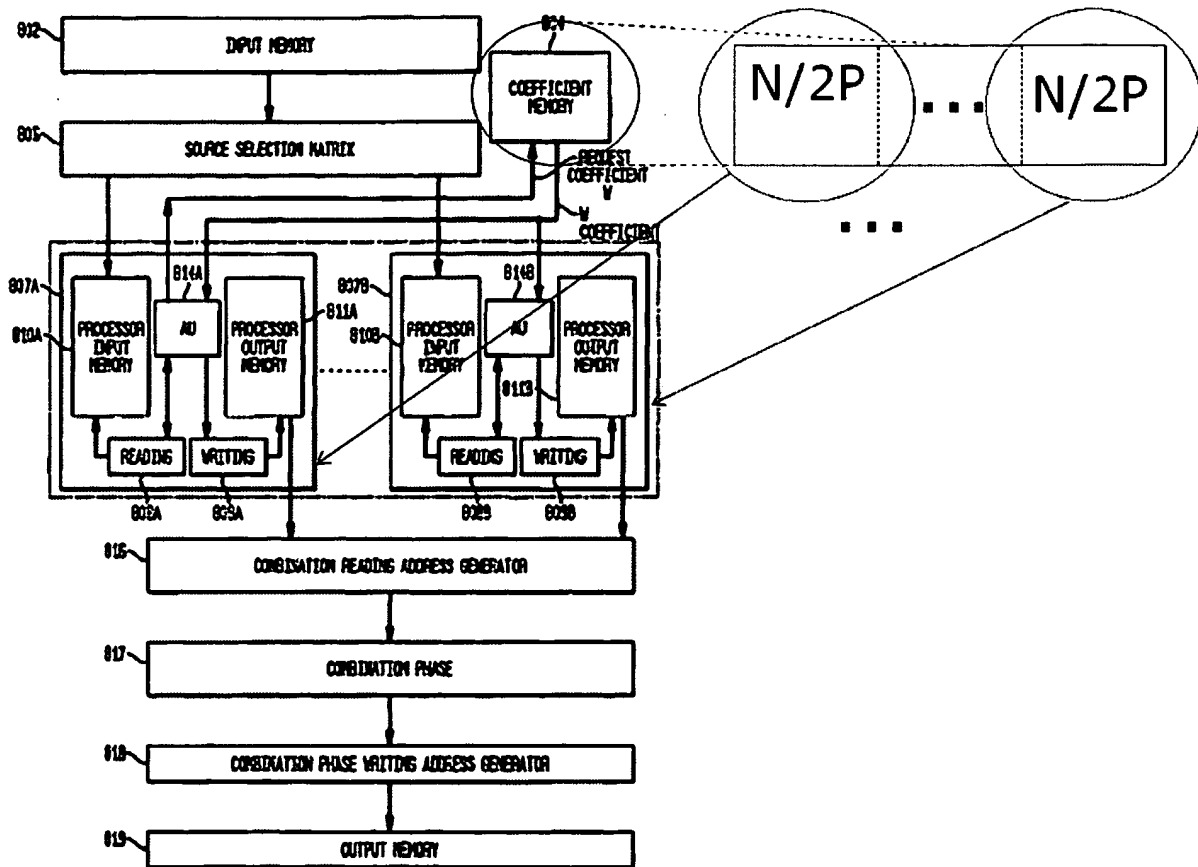 802
INPUT MEMORY
804
COEFFICIENT
MEMORY
N/2P
...
N/2P
805
SOURCE SELECTION MATRIX
REQUEST
COEFFICIENT
W
W
COEFFICIENT
...
807A
814A
811A
810A
PROCESSOR
INPUT
MEMORY
AU
PROCESSOR
OUTPUT
MEMORY
READING
WRITING
808A
809A
807B
814B
810B
PROCESSOR
INPUT
MEMORY
AU
PROCESSOR
OUTPUT
MEMORY
811B
READING
WRITING
809B
816
COMBINATION READING ADDRESS GENERATOR
817
COMBINATION PHASE
818
COMBINATION PHASE WRITING ADDRESS GENERATOR
819
OUTPUT MEMORY